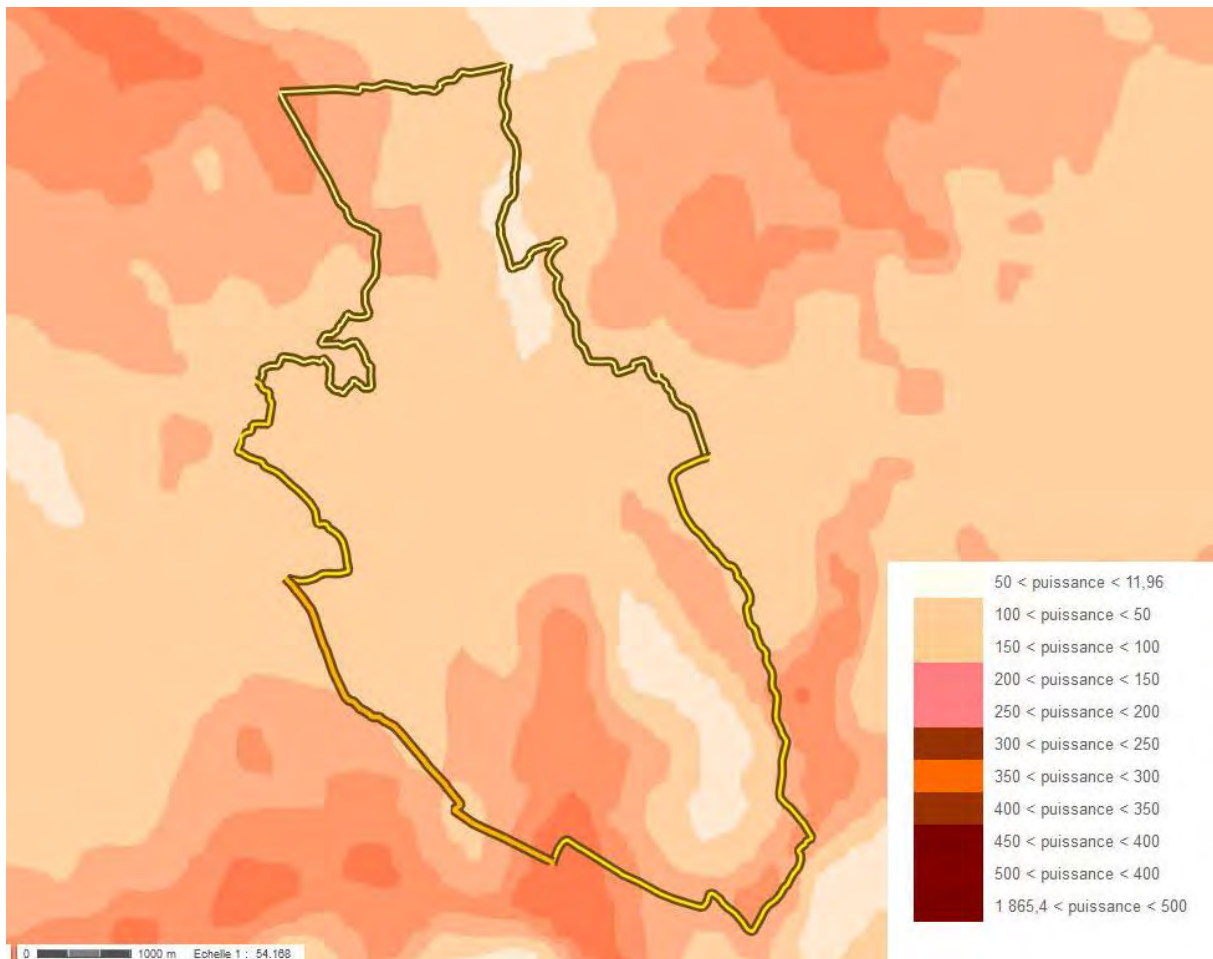 50 < puissance < 11,96
100 < puissance < 50
150 < puissance < 100
200 < puissance < 150
250 < puissance < 200
300 < puissance < 250
350 < puissance < 300
400 < puissance < 350
450 < puissance < 400
500 < puissance < 400
1 865,4 < puissance < 500
0 1000 m Echelle 1 : 54.168